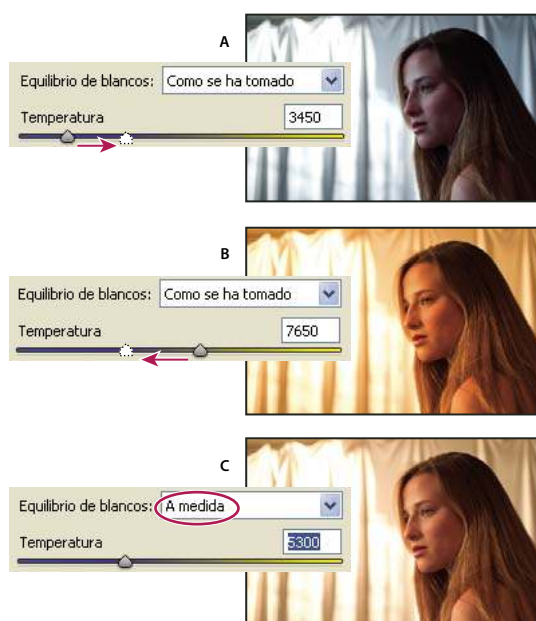 A
Equilibrio de blancos: Como se ha tomado
Temperatura 3450
B
Equilibrio de blancos: Como se ha tomado
Temperatura 7650
C
Equilibrio de blancos: A medida
Temperatura 5300